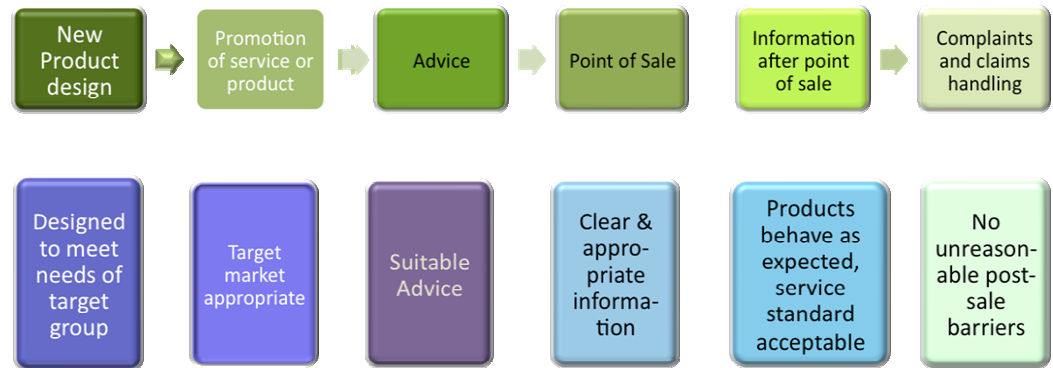 New
Product
design
Promotion
of service or
product
Advice
Point of Sale
Information
after point
of sale
Complaints
and claims
handling
Designed
to meet
needs of
target
group
Target
market
appropriate
Suitable
Advice
Clear &
appro-
priate
informa-
tion
Products
behave as
expected,
service
standard
acceptable
No
unreason-
able post-
sale
barriers